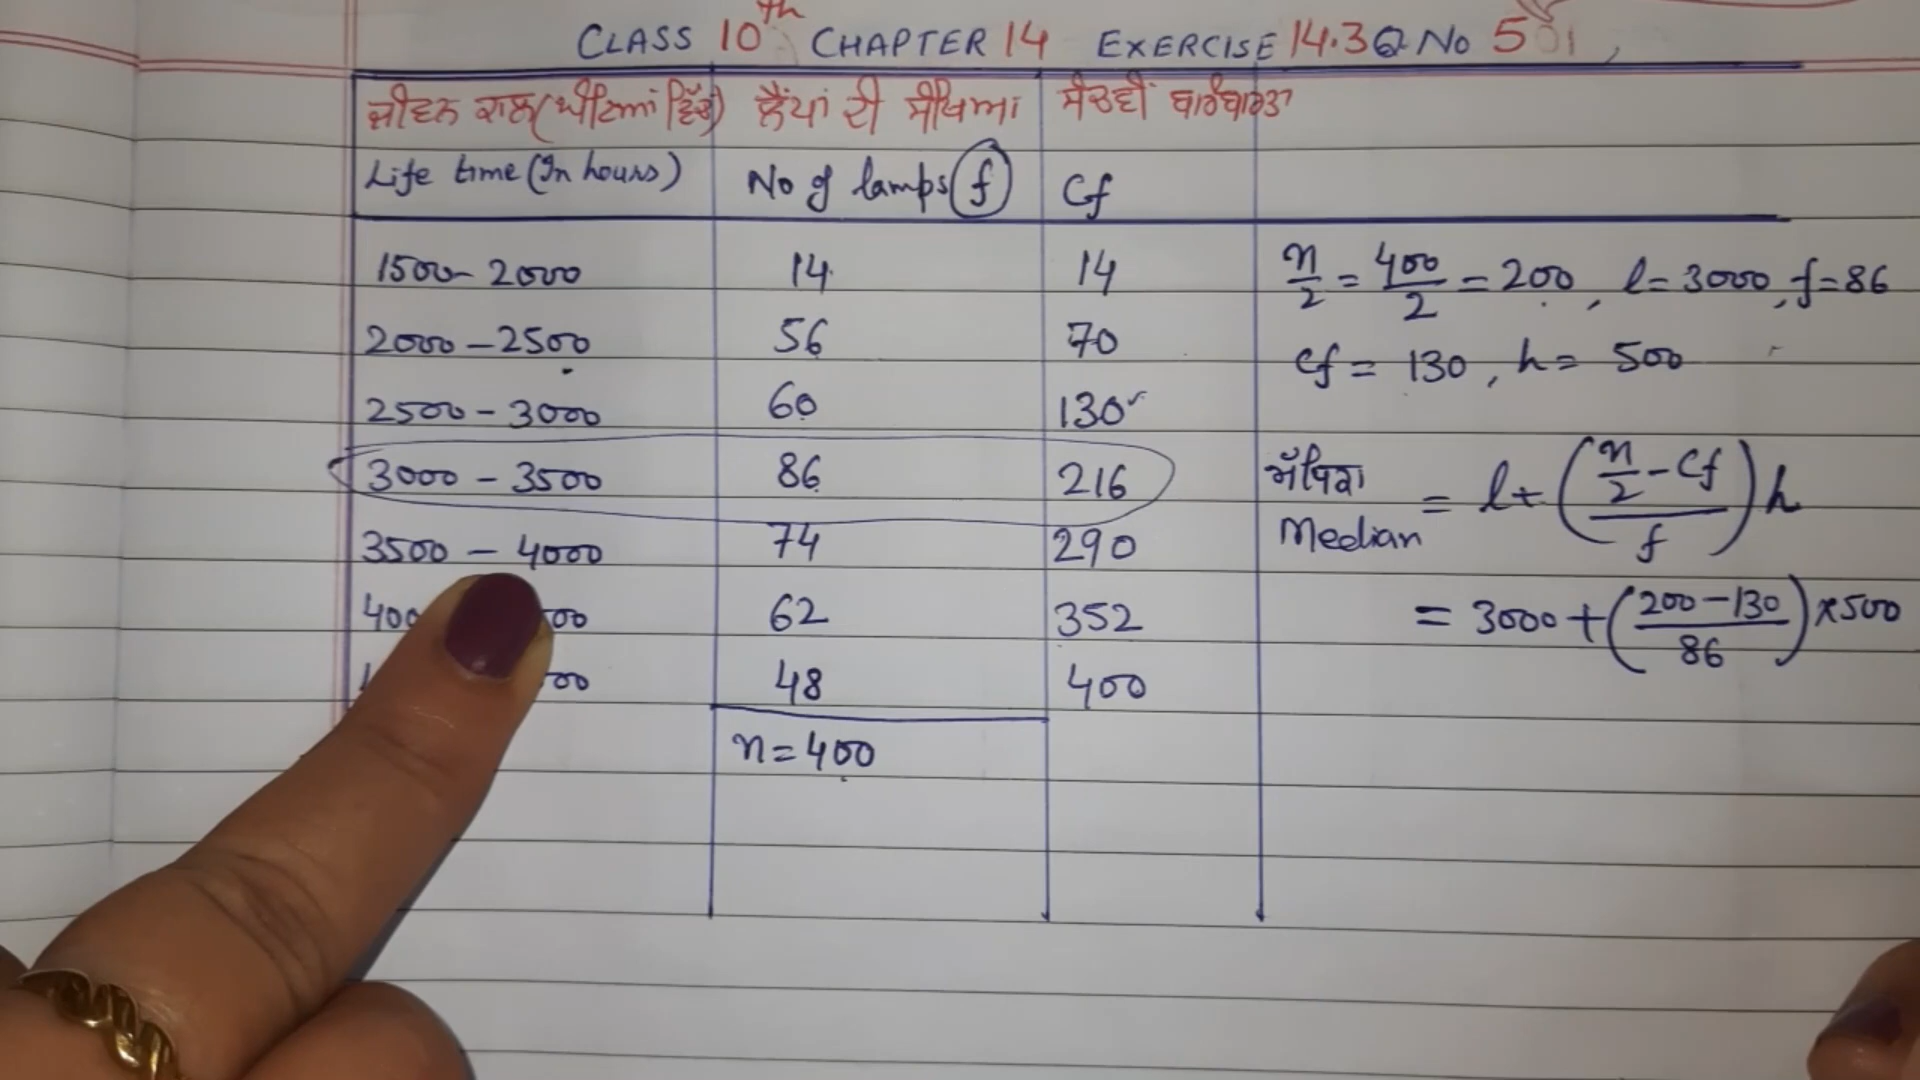 CLASS 10th CHAPTER 14 EXERCISE 14.3 Q No 5
ਜੀਵਨ ਕਾਲ (ਘੰਟਿਆਂ ਵਿੱਚ) ਲੈਂਪਾਂ ਦੀ ਸੰਖਿਆ ਸੰਚਵੀਂ ਬਾਰੰਬਾਰਤਾ
Life time (In hours) No of lamps (f) Cf
1500-2000 14 14
2000-2500 56 70
2500-3000 60 130
3000-3500 86 216
3500-4000 74 290
62 352
48 400
n=400
n/2 = 400/2 = 200, l=3000, f=86
Cf = 130, h= 500
ਮੱਧਿਕਾ
Median = l+ ((n/2 - Cf)/f) h
= 3000+ ((200-130)/86) ×500